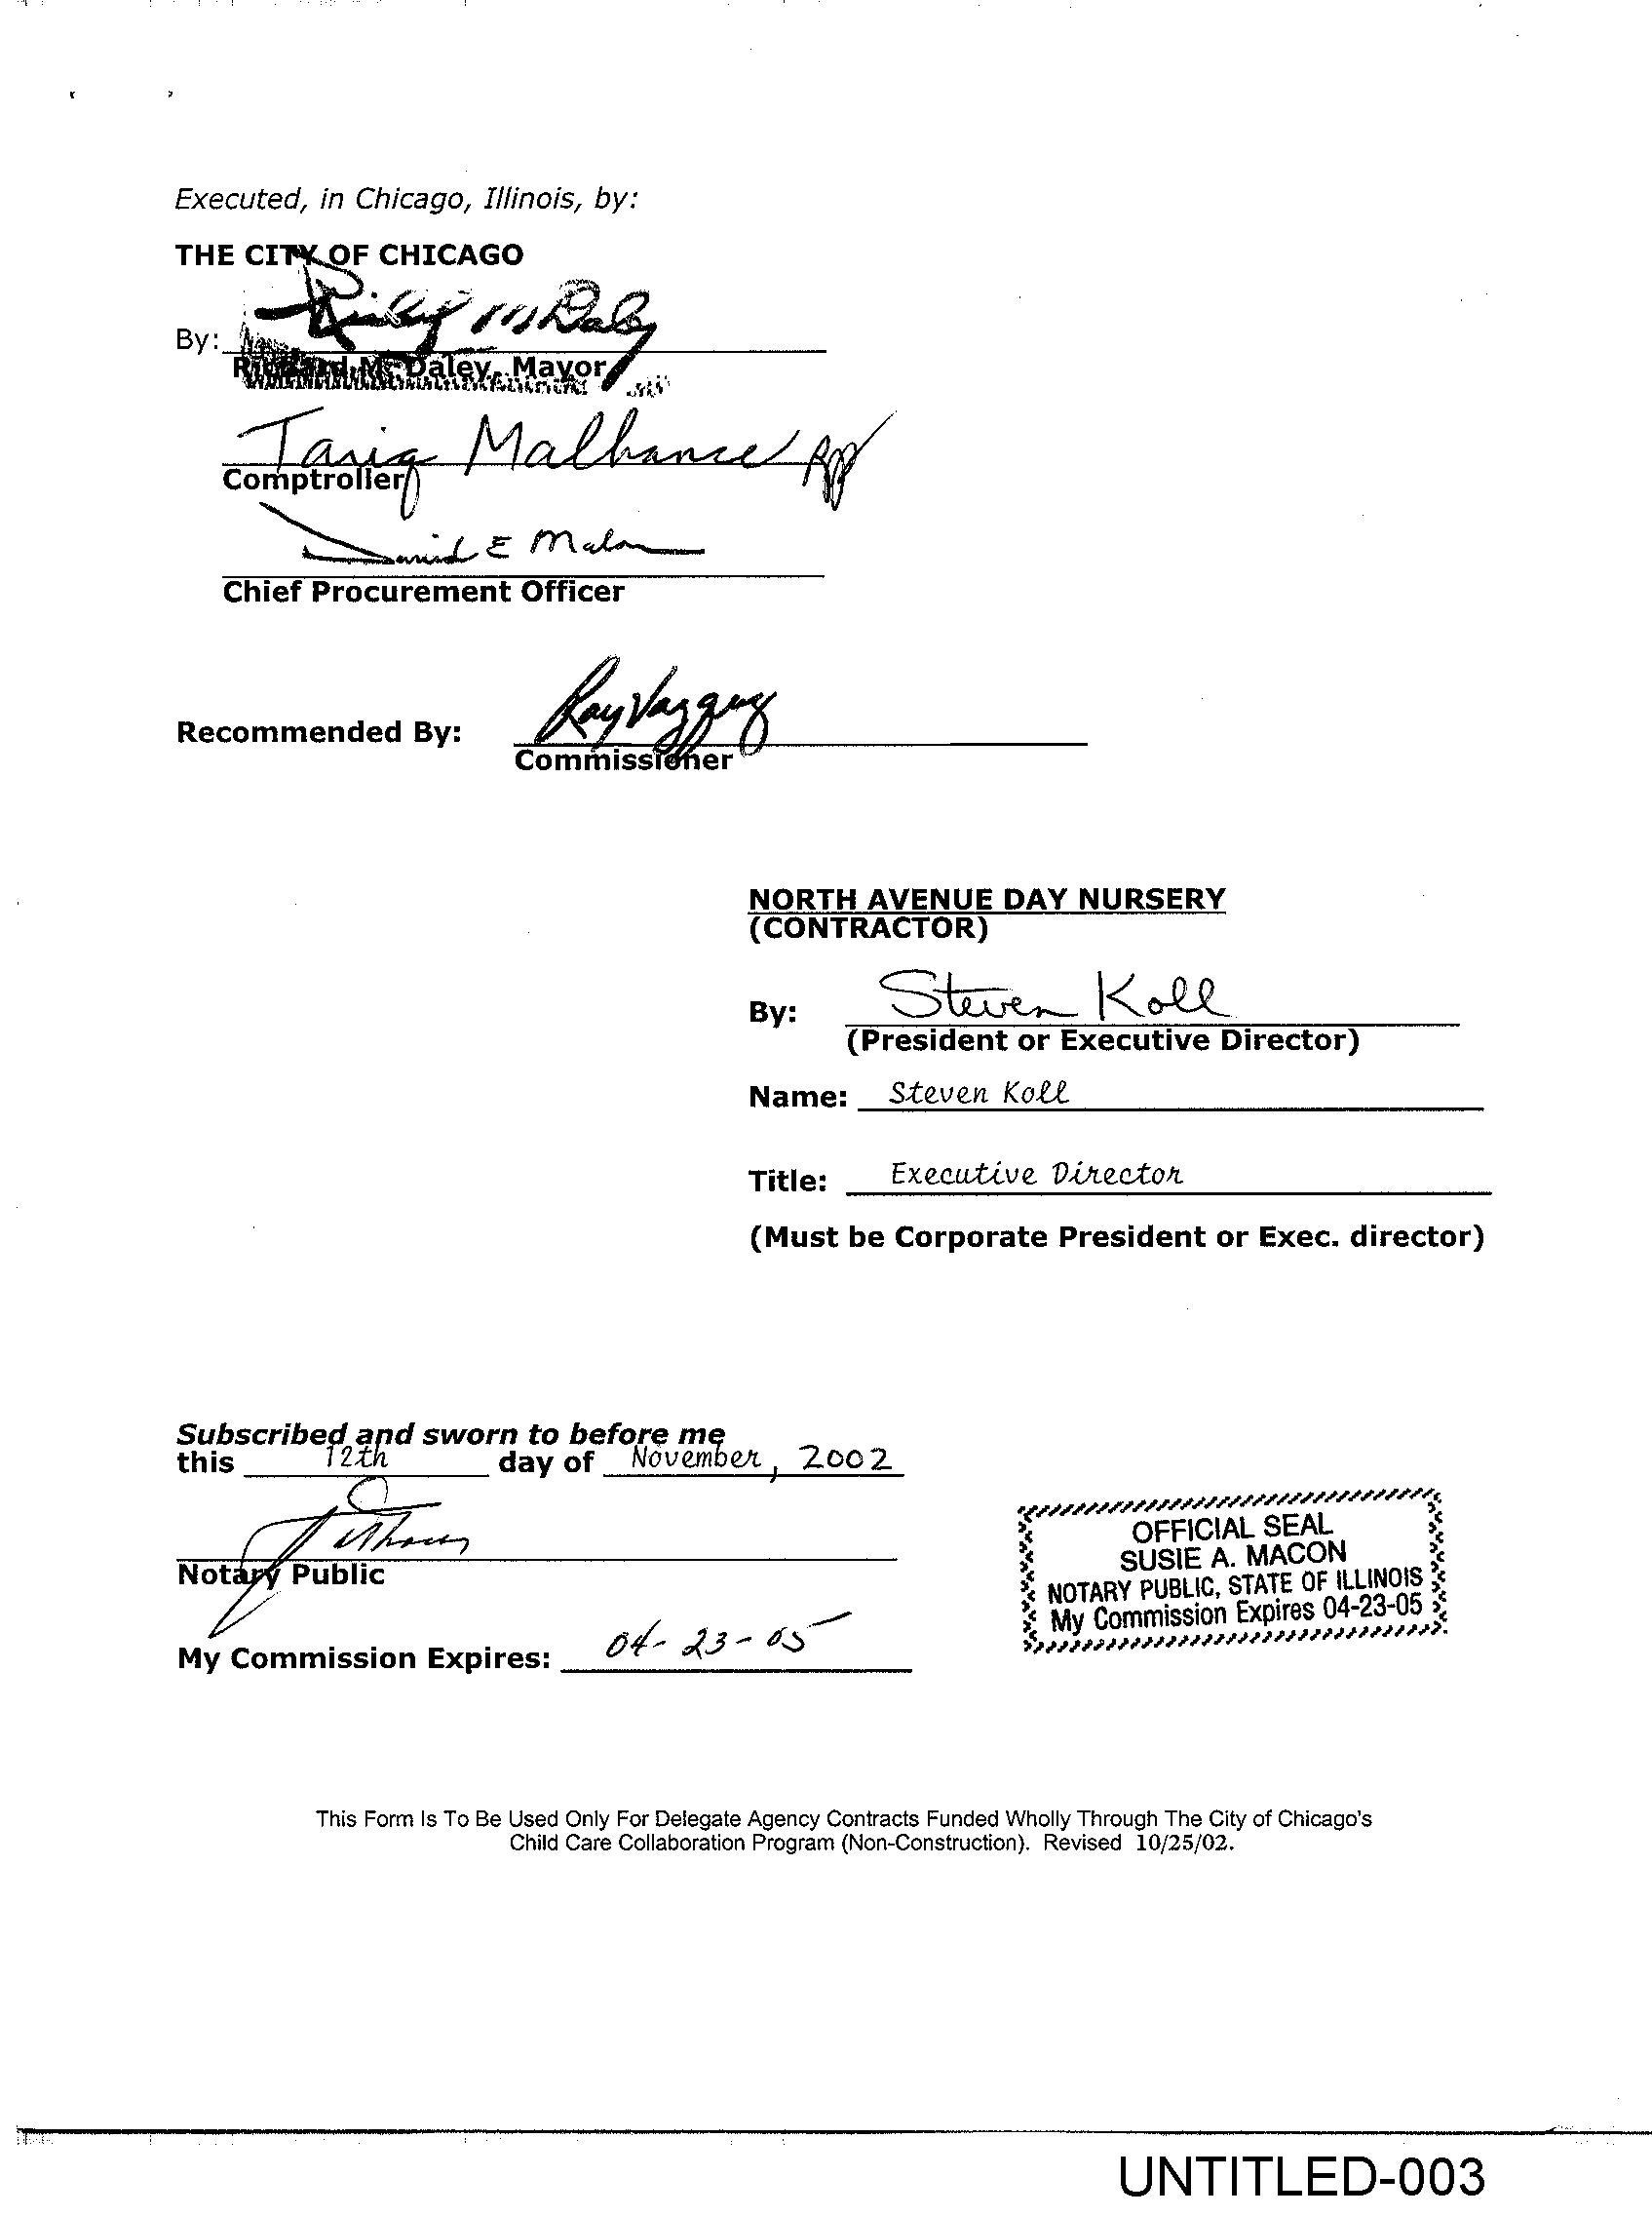 Executed, in Chicago, Illinois, by:
THE CITY OF CHICAGO
By:
Richard M. Daley, Mayor
Tariq Malhance
Comptroller
David E Malon
Chief Procurement Officer
Recommended By: Ray Vazquez
Commissioner
NORTH AVENUE DAY NURSERY
(CONTRACTOR)
By: Steven Koll
(President or Executive Director)
Name: Steven Koll
Title: Executive Director
(Must be Corporate President or Exec. director)
Subscribed and sworn to before me
this 12th day of November, 2002
Notary Public
My Commission Expires: 04-23-05
OFFICIAL SEAL
SUSIE A. MACON
NOTARY PUBLIC, STATE OF ILLINOIS
My Commission Expires 04-23-05
This Form Is To Be Used Only For Delegate Agency Contracts Funded Wholly Through The City of Chicago's
Child Care Collaboration Program (Non-Construction). Revised 10/25/02.
UNTITLED-003